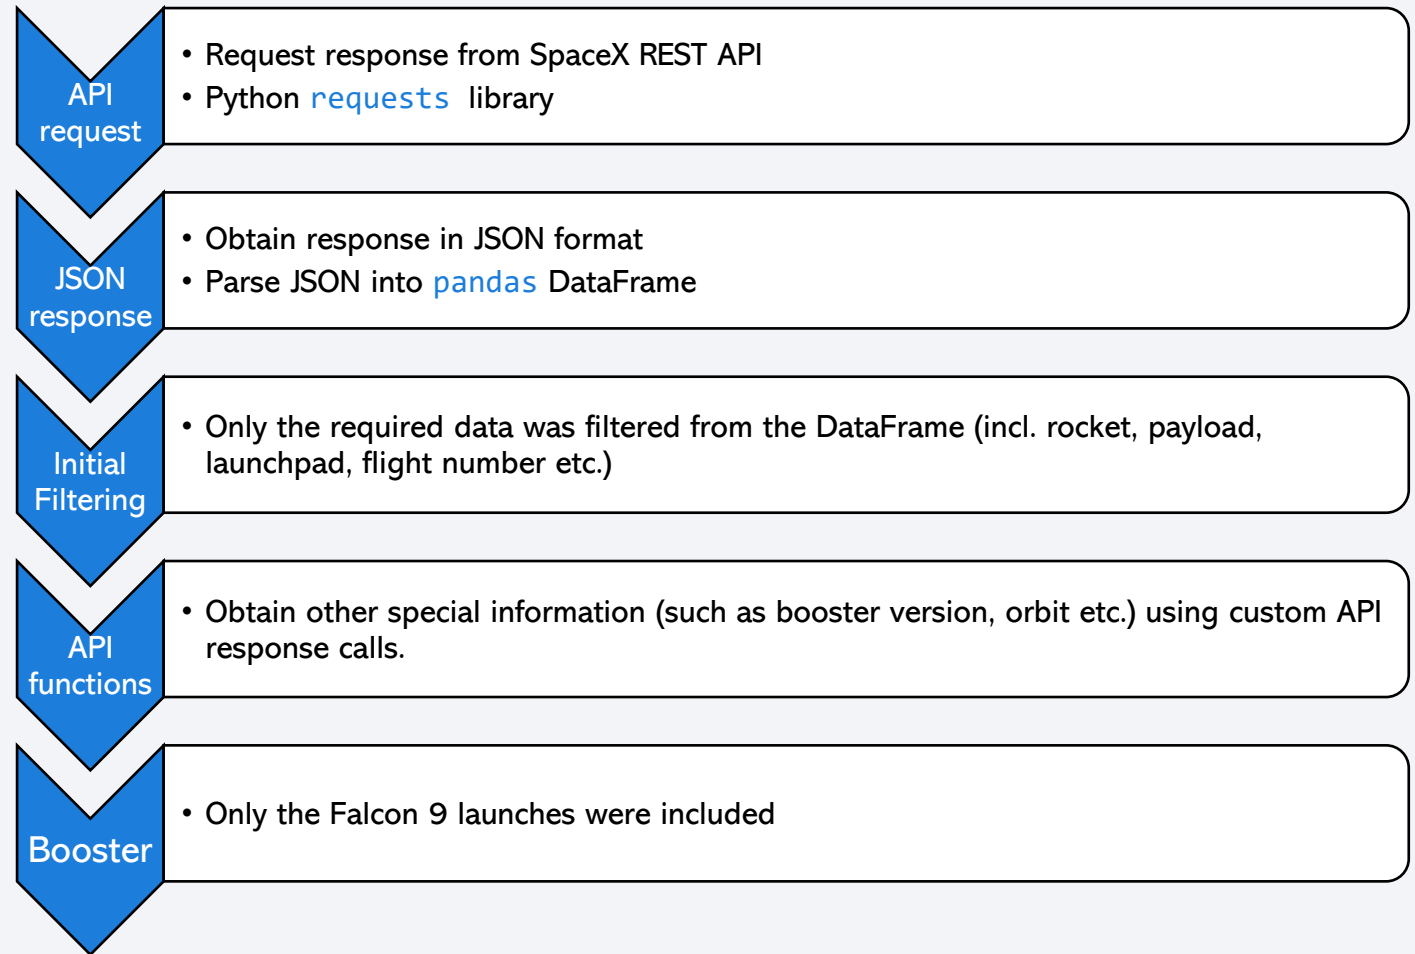 API
request
• Request response from SpaceX REST API
• Python requests library
JSON
response
• Obtain response in JSON format
• Parse JSON into pandas DataFrame
Initial
Filtering
• Only the required data was filtered from the DataFrame (incl. rocket, payload,
launchpad, flight number etc.)
API
functions
• Obtain other special information (such as booster version, orbit etc.) using custom API
response calls.
Booster
• Only the Falcon 9 launches were included